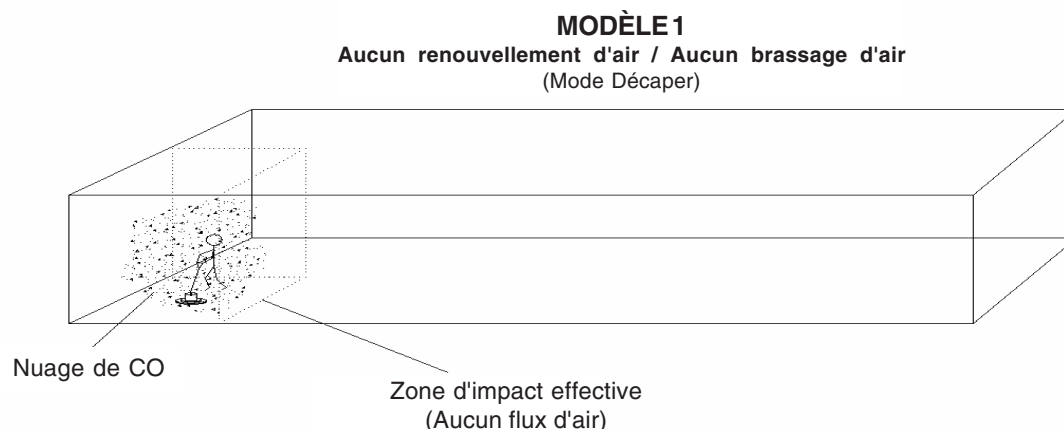 MODÈLE 1
Aucun renouvellement d'air / Aucun brassage d'air
(Mode Décaper)
Nuage de CO
Zone d'impact effective
(Aucun flux d'air)